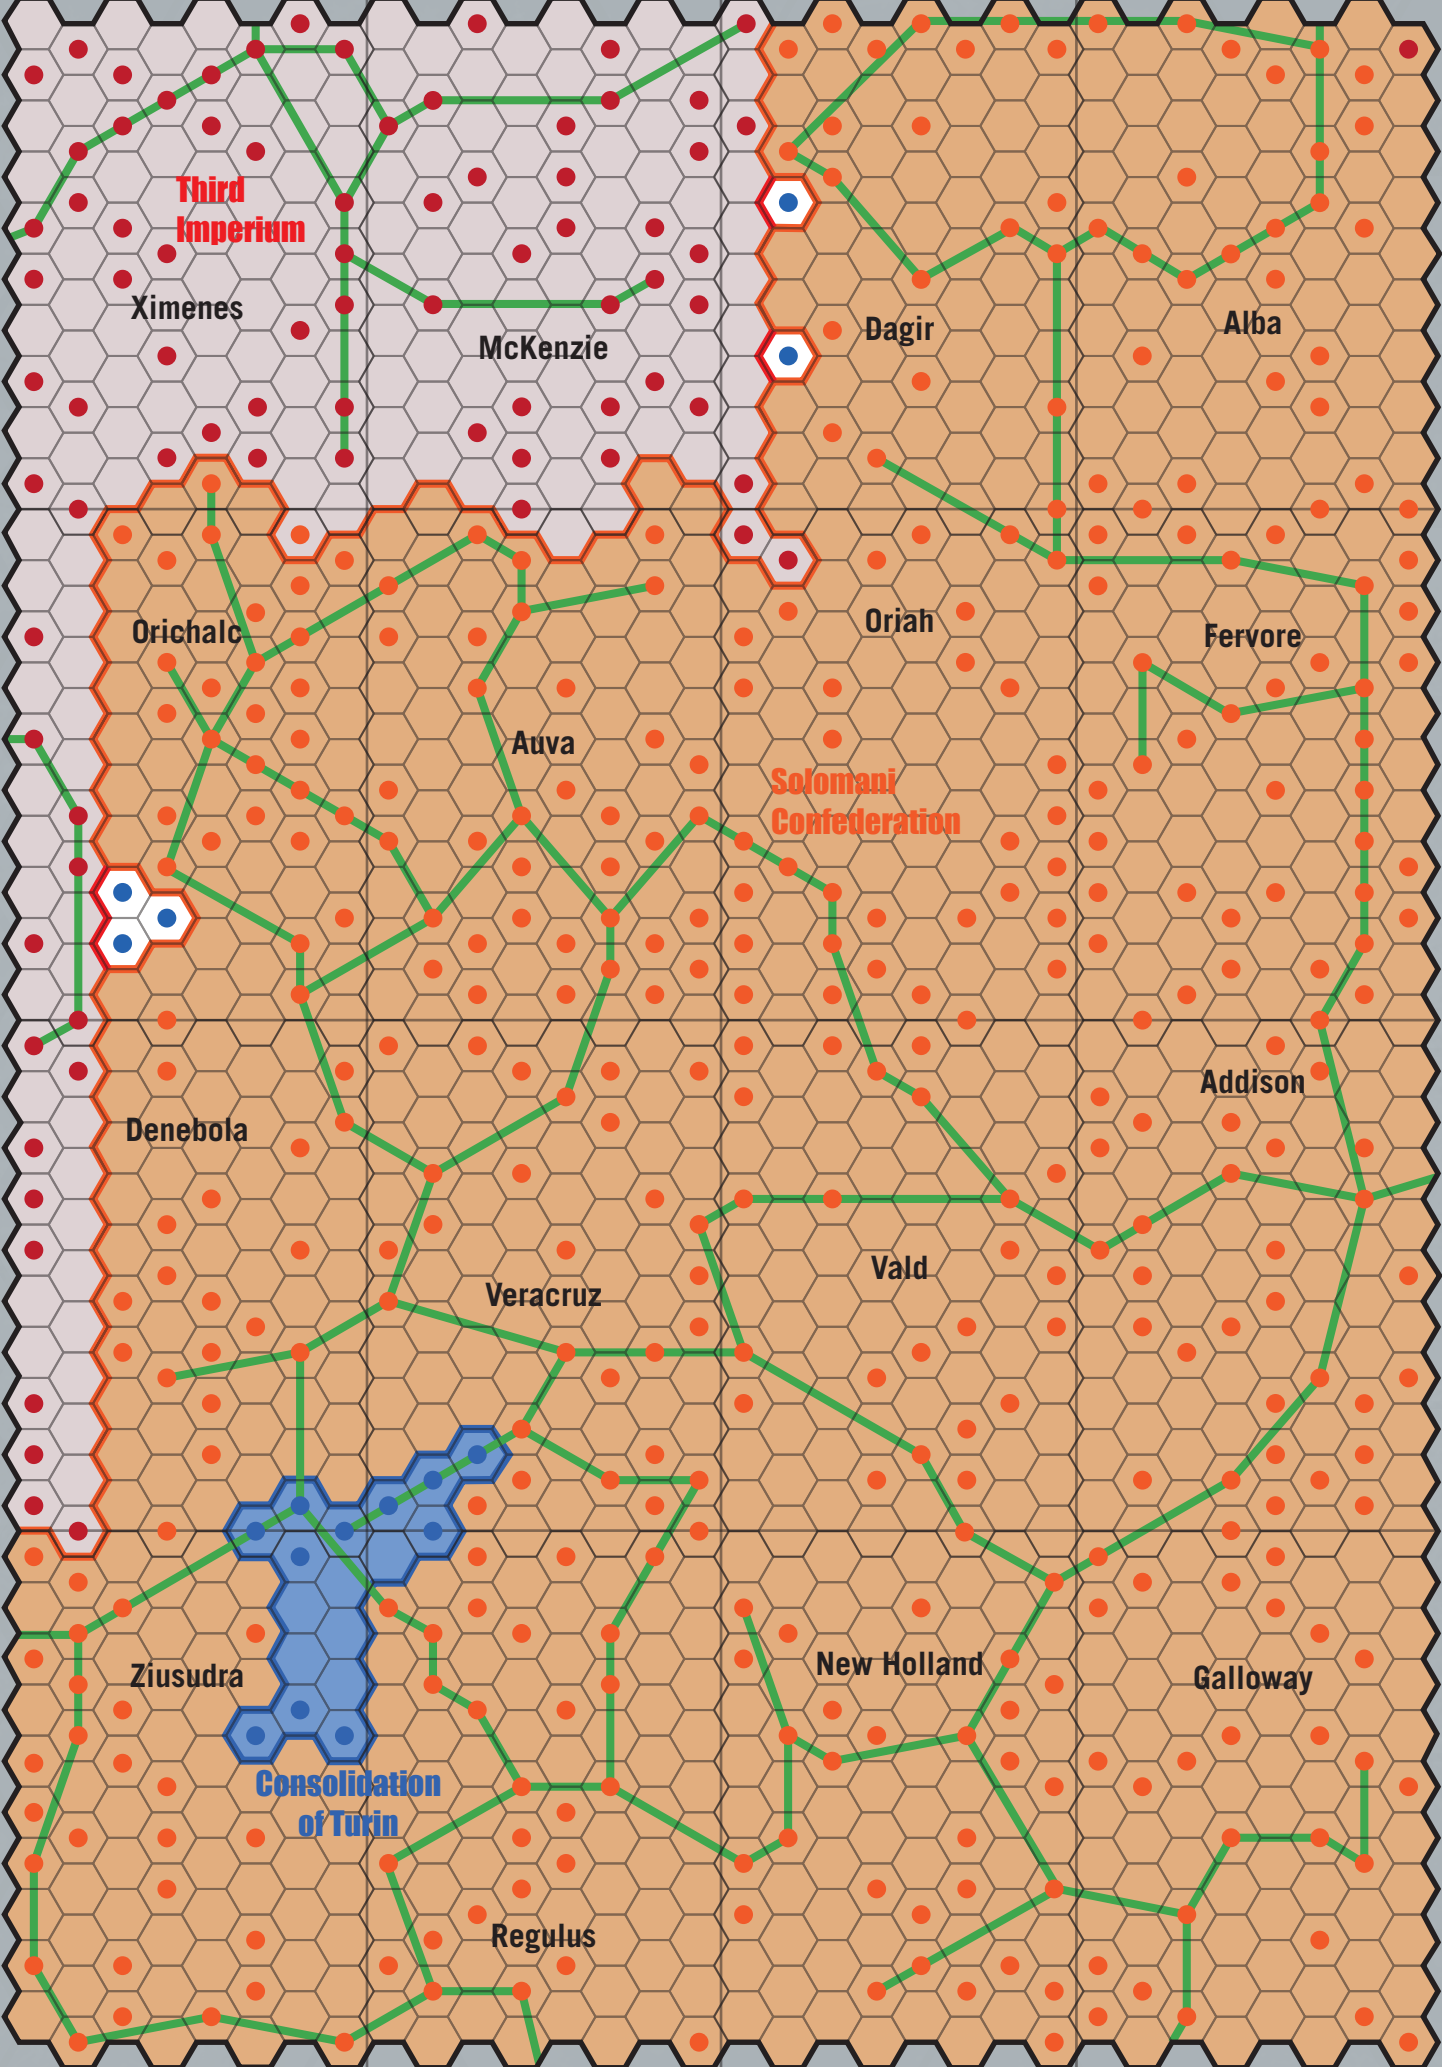 Third
Imperium
Ximenes
McKenzie
Dagir
Alba
Orichalc
Oriah
Fervore
Auva
Solomani
Confederation
Addison
Denebola
Vald
Veracruz
Ziusudra
New Holland
Galloway
Consolidation
of Turin
Regulus